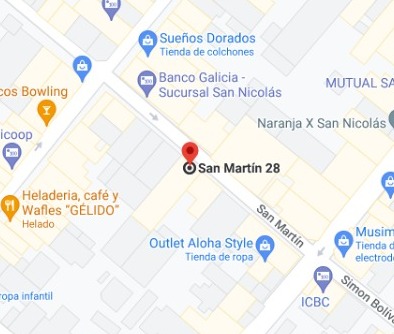 Sueños Dorados
Tienda de colchones
Banco Galicia -
Sucursal San Nicolás
MUTUAL SA
cos Bowling
Naranja X San Nicolás
icoop
San Martín 28
Heladeria, café y
Wafles "GÉLIDO"
Helado
San Martín
Outlet Aloha Style
Tienda de ropa
Musim
Tienda d
electrodo
ropa infantil
ICBC
Simon Bolíva